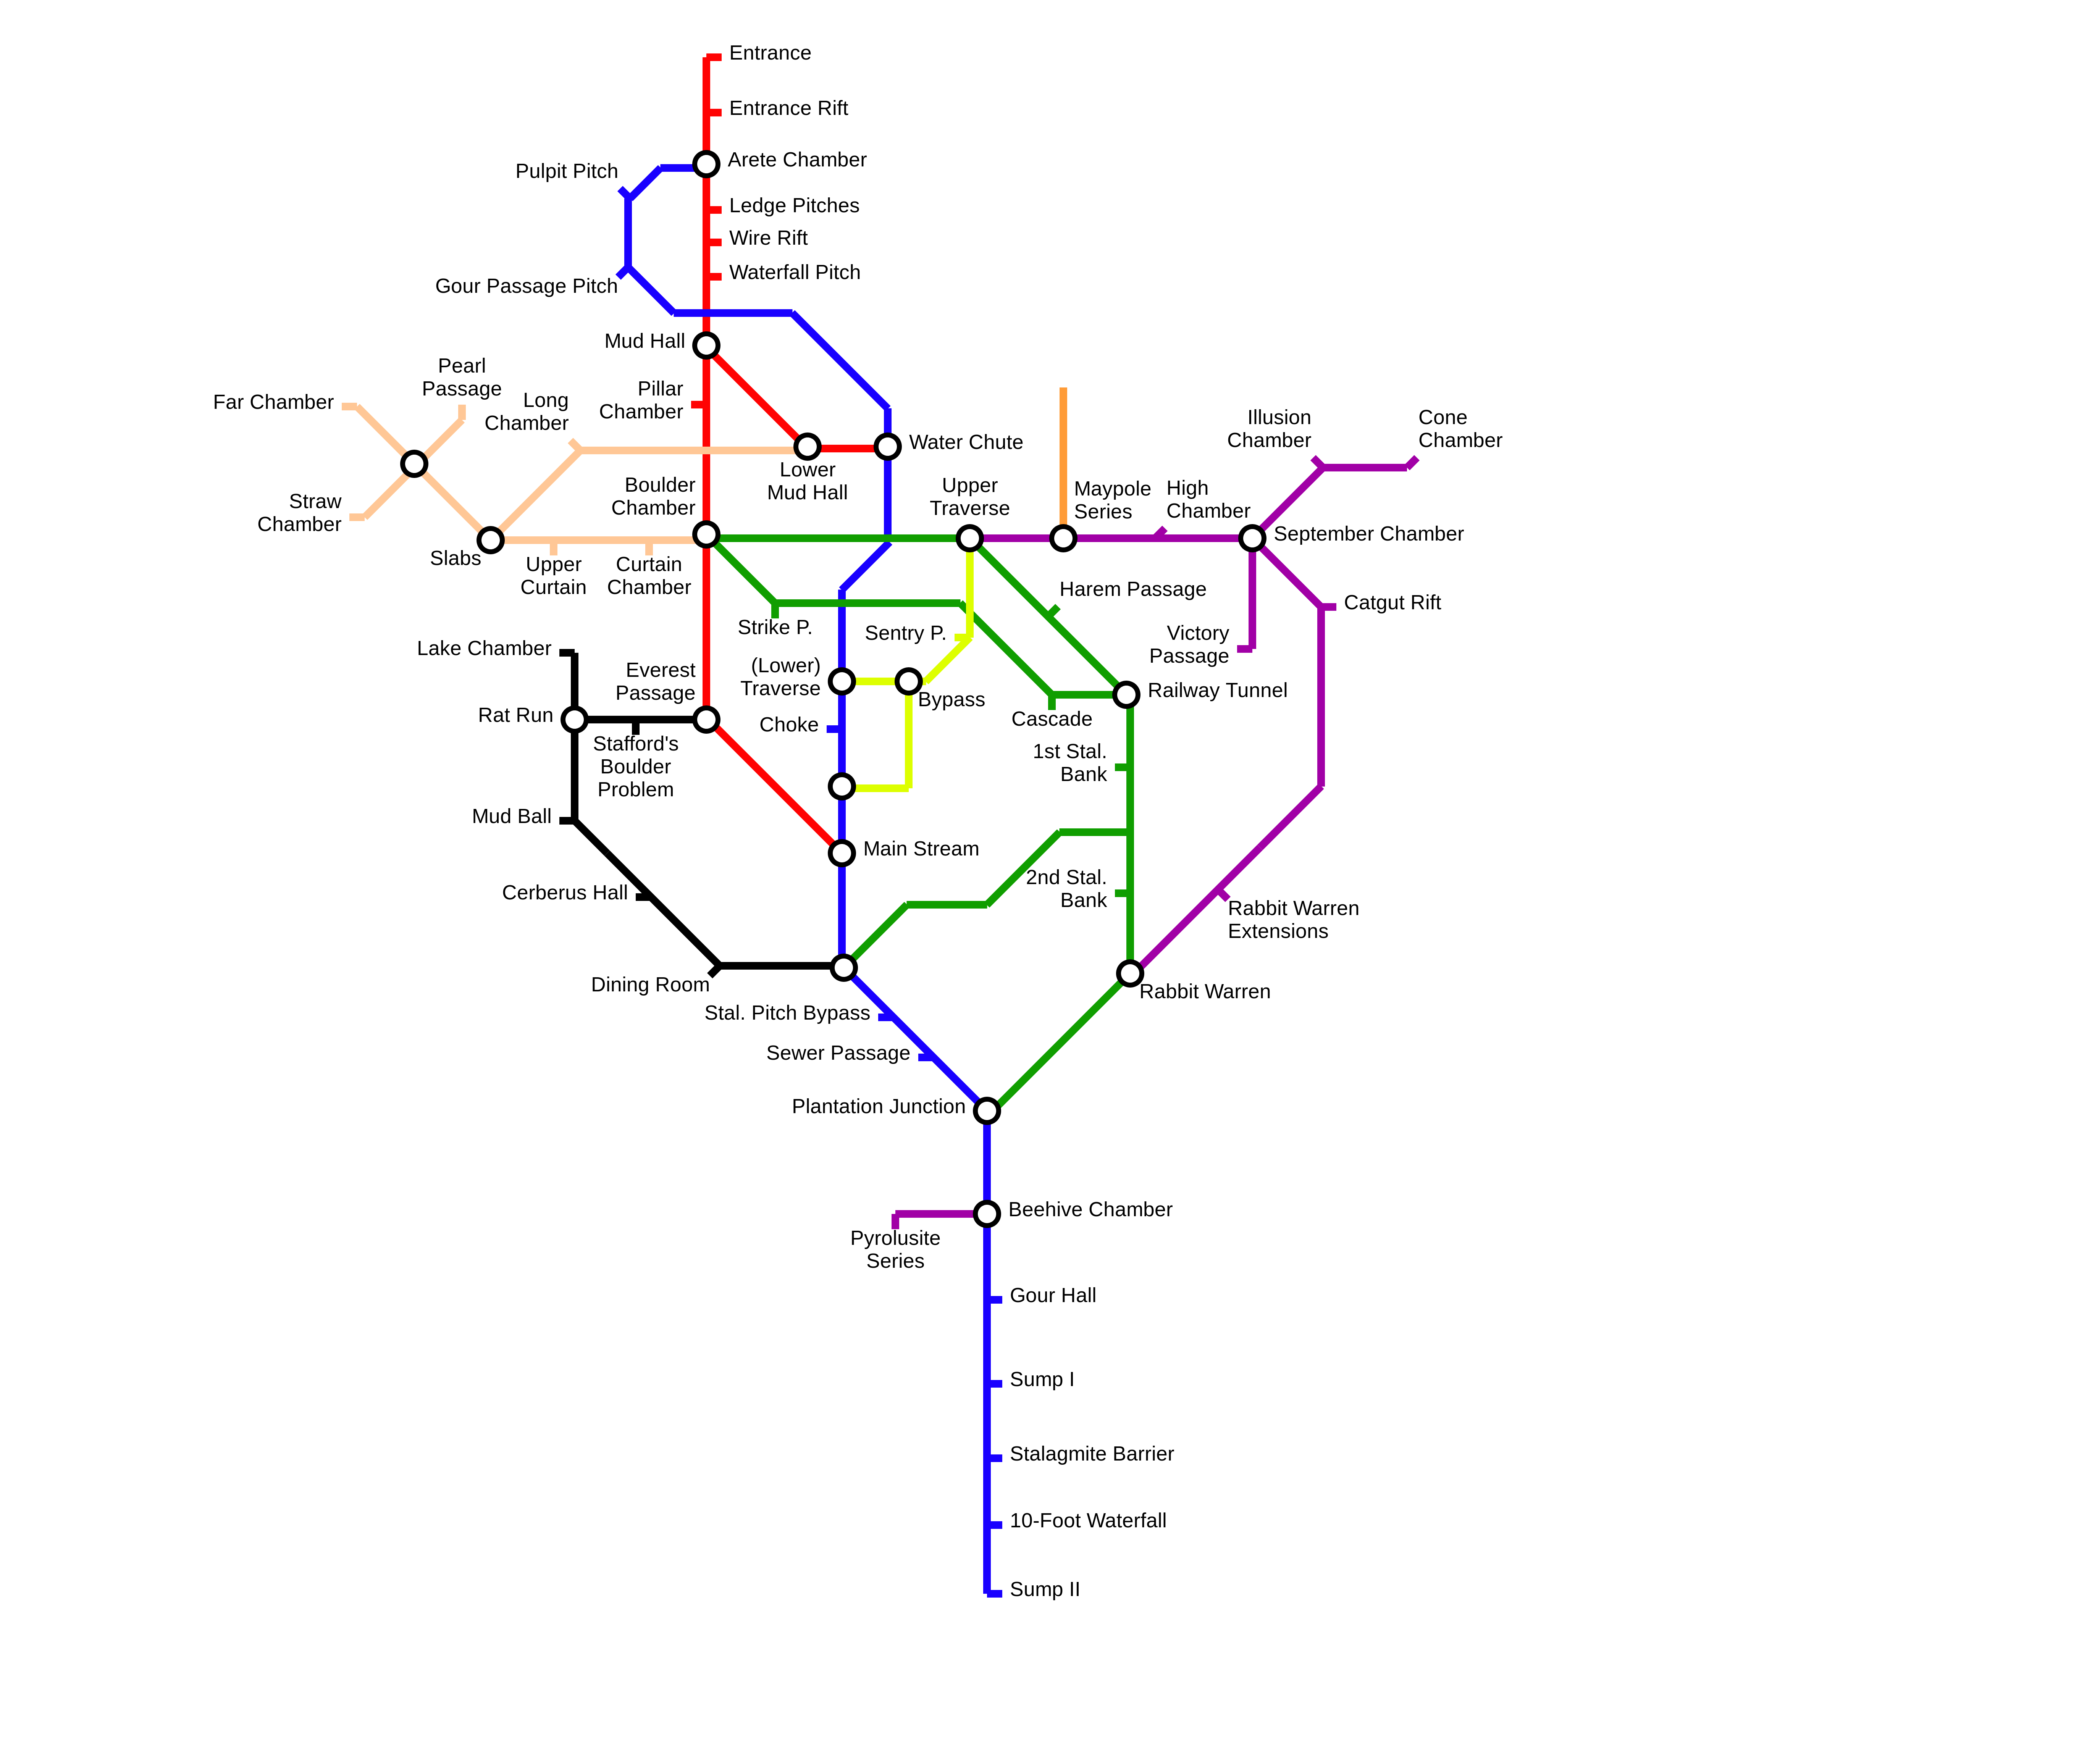 Entrance
Entrance Rift
Arete Chamber
Pulpit Pitch
Ledge Pitches
Wire Rift
Waterfall Pitch
Gour Passage Pitch
Mud Hall
Pearl
Passage
Far Chamber
Long
Chamber
Pillar
Chamber
Water Chute
Lower
Mud Hall
Illusion
Chamber
Cone
Chamber
Straw
Chamber
Boulder
Chamber
Upper
Traverse
Maypole
Series
High
Chamber
September Chamber
Slabs
Upper
Curtain
Curtain
Chamber
Harem Passage
Catgut Rift
Strike P.
Sentry P.
Victory
Passage
Lake Chamber
Everest
Passage
(Lower)
Traverse
Bypass
Railway Tunnel
Rat Run
Stafford's
Boulder
Problem
Choke
Cascade
1st Stal.
Bank
Mud Ball
Main Stream
2nd Stal.
Bank
Cerberus Hall
Rabbit Warren
Extensions
Dining Room
Rabbit Warren
Stal. Pitch Bypass
Sewer Passage
Plantation Junction
Beehive Chamber
Pyrolusite
Series
Gour Hall
Sump I
Stalagmite Barrier
10-Foot Waterfall
Sump II